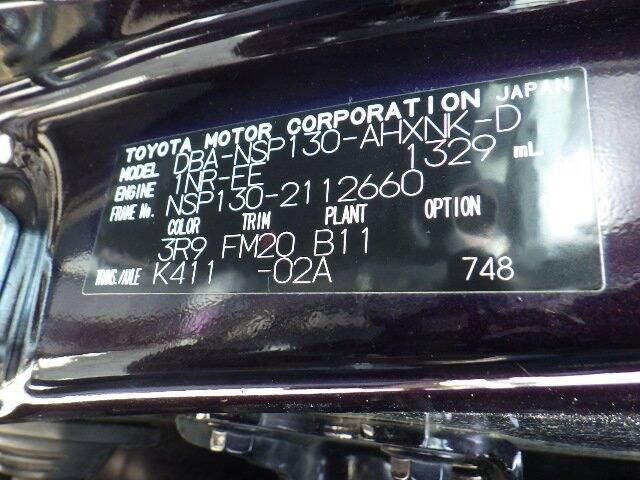 TOYOTA MOTOR CORPORATION JAPAN
MODEL DBA-NSP130-AHXNK-D
ENGINE 1NR-FE 1329 mL
FRAME No. NSP130-2112660
COLOR TRIM PLANT OPTION
3R9 FM20 B11
TRANS./AXLE K411 -02A 748